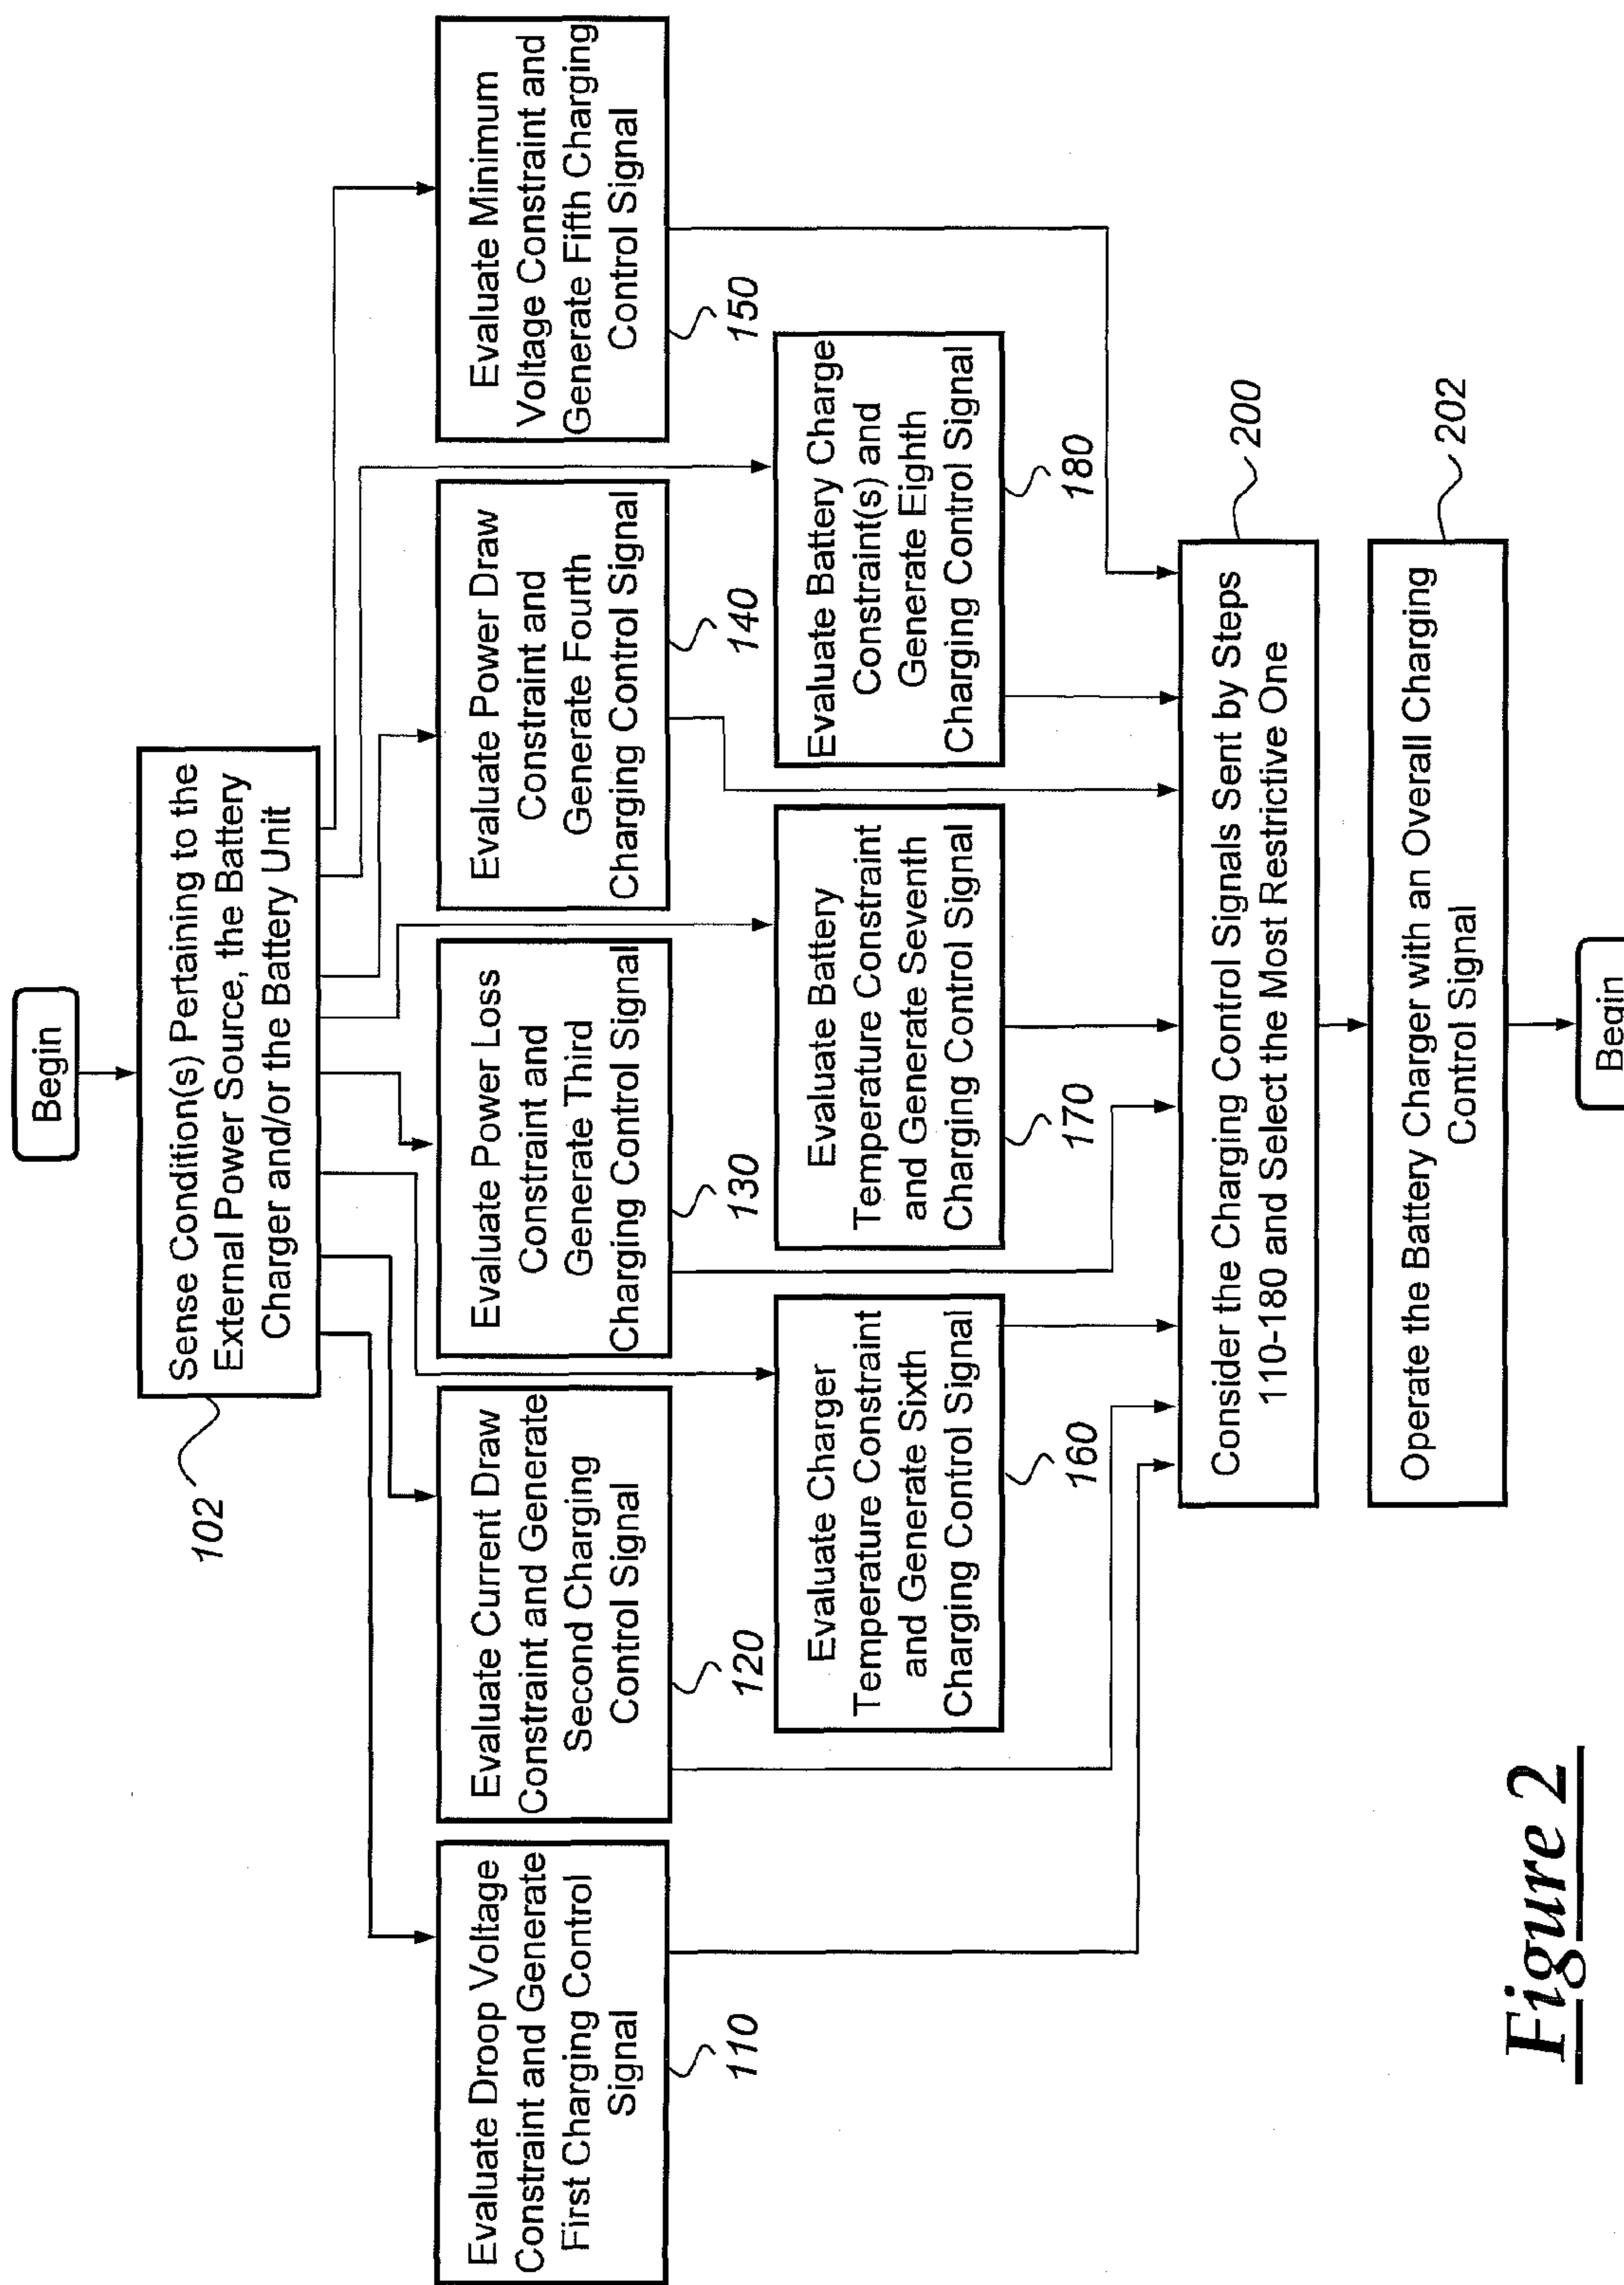 Begin
Sense Condition(s) Pertaining to the
External Power Source, the Battery
Charger and/or the Battery Unit
102
Evaluate Droop Voltage
Constraint and Generate
First Charging Control
Signal
110
Evaluate Current Draw
Constraint and Generate
Second Charging
Control Signal
120
Evaluate Power Loss
Constraint and
Generate Third
Charging Control Signal
130
Evaluate Power Draw
Constraint and
Generate Fourth
Charging Control Signal
140
Evaluate Minimum
Voltage Constraint and
Generate Fifth Charging
Control Signal
150
Evaluate Charger
Temperature Constraint
and Generate Sixth
Charging Control Signal
160
Evaluate Battery
Temperature Constraint
and Generate Seventh
Charging Control Signal
170
Evaluate Battery Charge
Constraint(s) and
Generate Eighth
Charging Control Signal
180
Consider the Charging Control Signals Sent by Steps
110-180 and Select the Most Restrictive One
200
Operate the Battery Charger with an Overall Charging
Control Signal
202
Begin
Figure 2